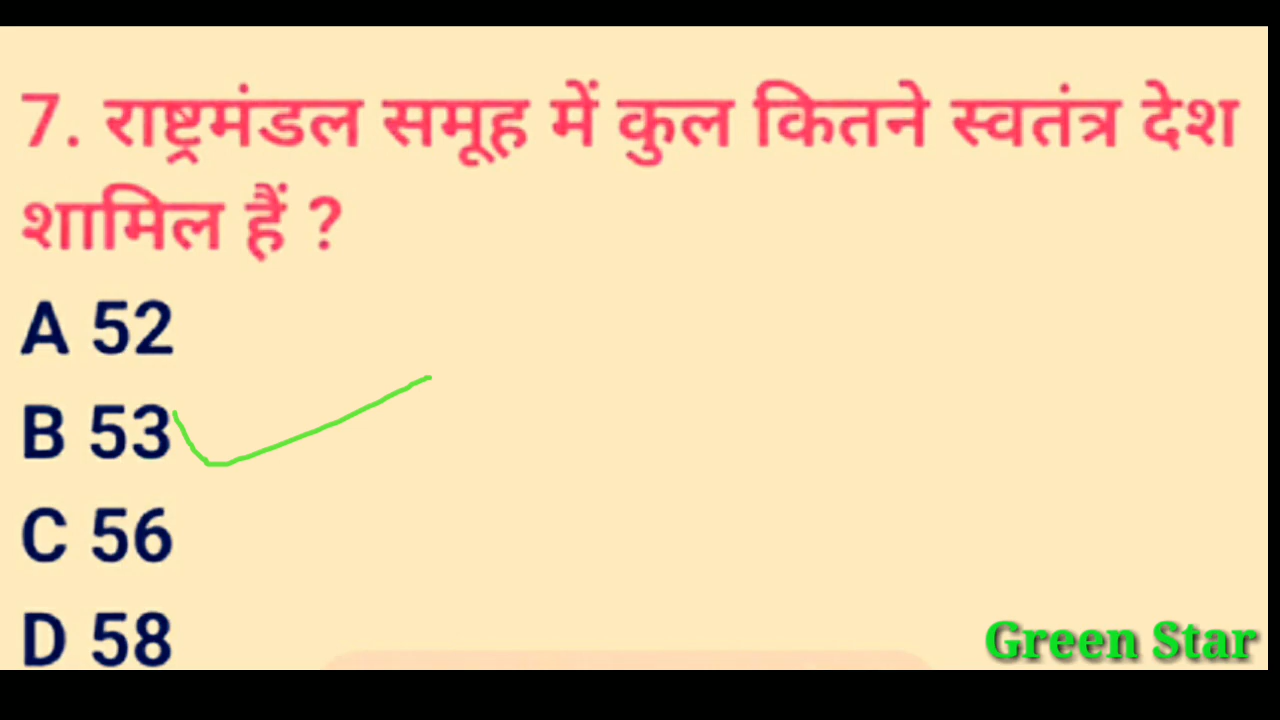 7. राष्ट्रमंडल समूह में कुल कितने स्वतंत्र देश
शामिल हैं ?
A 52
B 53
C 56
D 58
Green Star